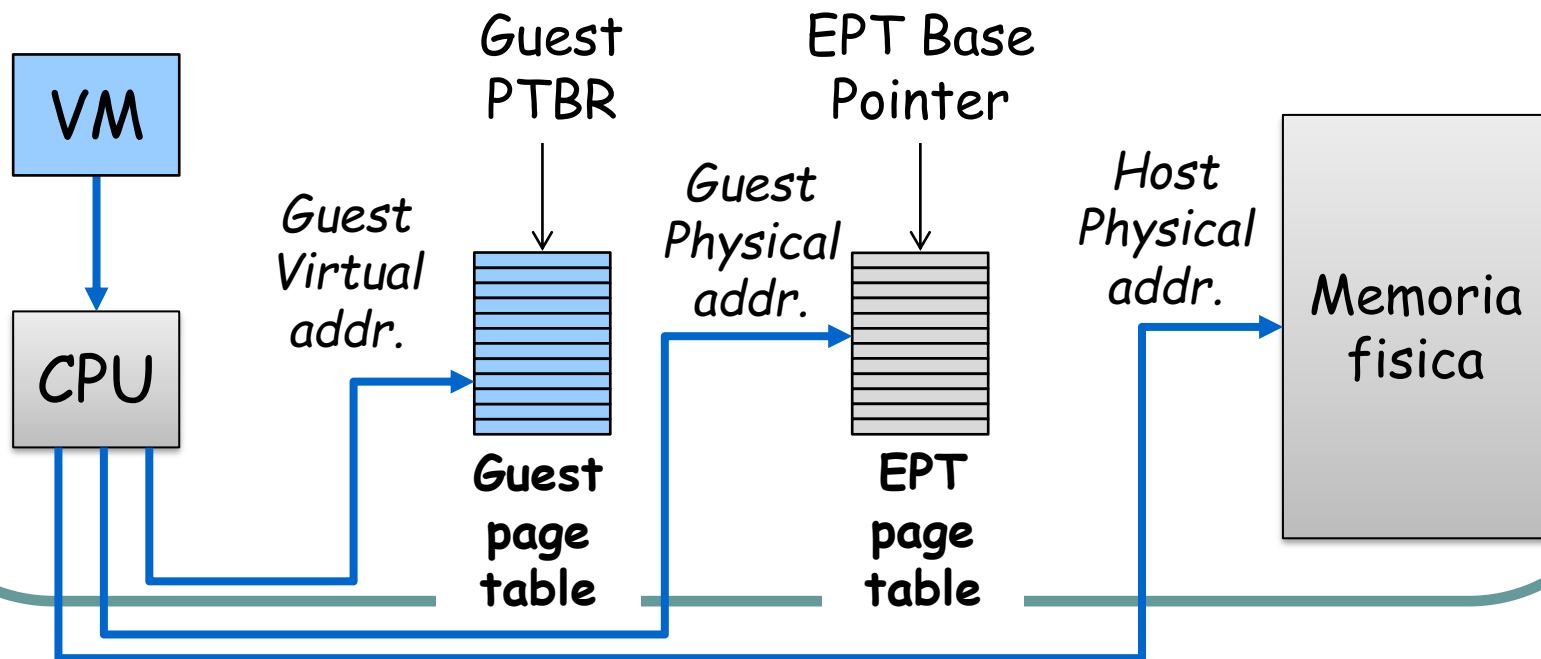 VM
CPU
Guest
Virtual
addr.
Guest
PTBR
Guest
page
table
Guest
Physical
addr.
EPT Base
Pointer
EPT
page
table
Host
Physical
addr.
Memoria
fisica